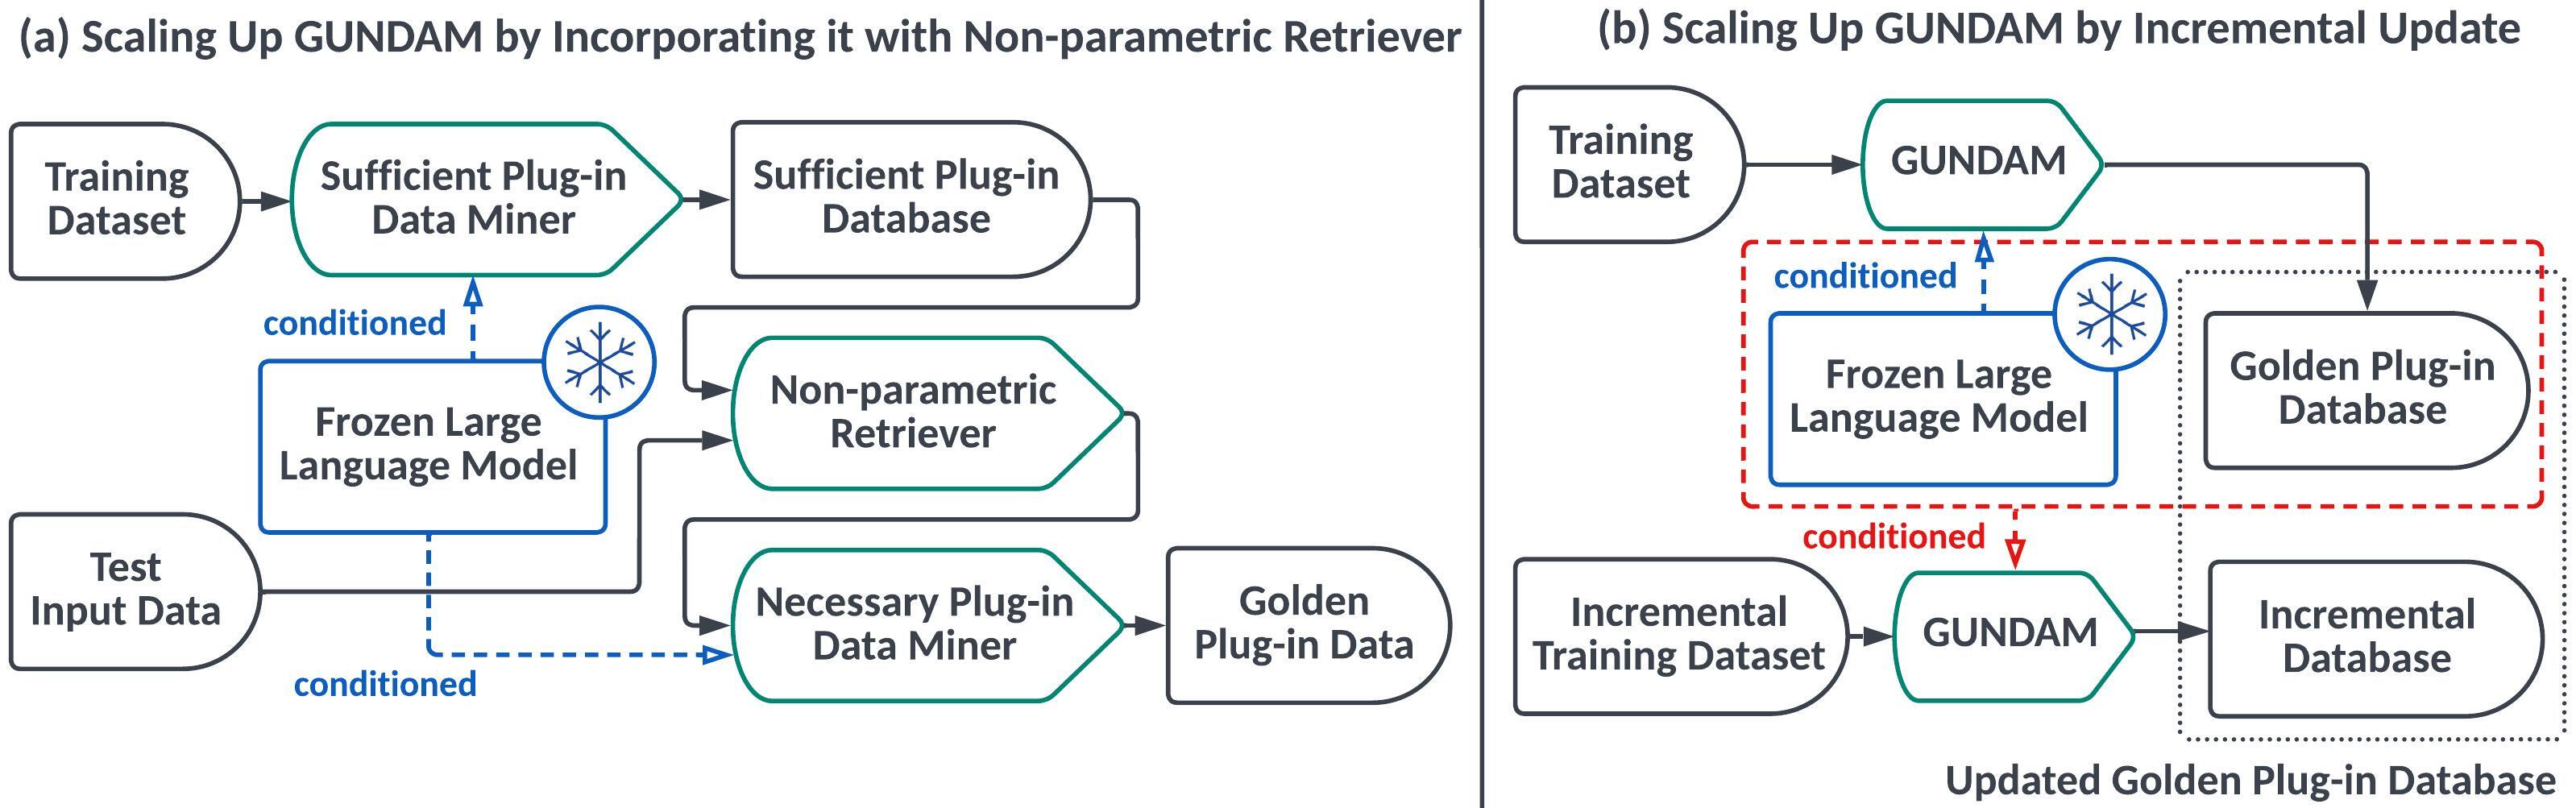 (a) Scaling Up GUNDAM by Incorporating it with Non-parametric Retriever
Training
Dataset
Sufficient Plug-in
Data Miner
Sufficient Plug-in
Database
conditioned
Frozen Large
Language Model
Non-parametric
Retriever
Test
Input Data
Necessary Plug-in
Data Miner
Golden
Plug-in Data
conditioned
(b) Scaling Up GUNDAM by Incremental Update
Training
Dataset
GUNDAM
conditioned
Frozen Large
Language Model
Golden Plug-in
Database
conditioned
Incremental
Training Dataset
GUNDAM
Incremental
Database
Updated Golden Plug-in Database